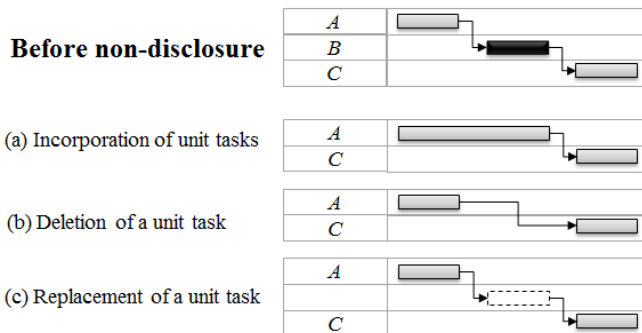 Before non-disclosure
A
B
C
(a) Incorporation of unit tasks
A
C
(b) Deletion of a unit task
A
C
(c) Replacement of a unit task
A
C